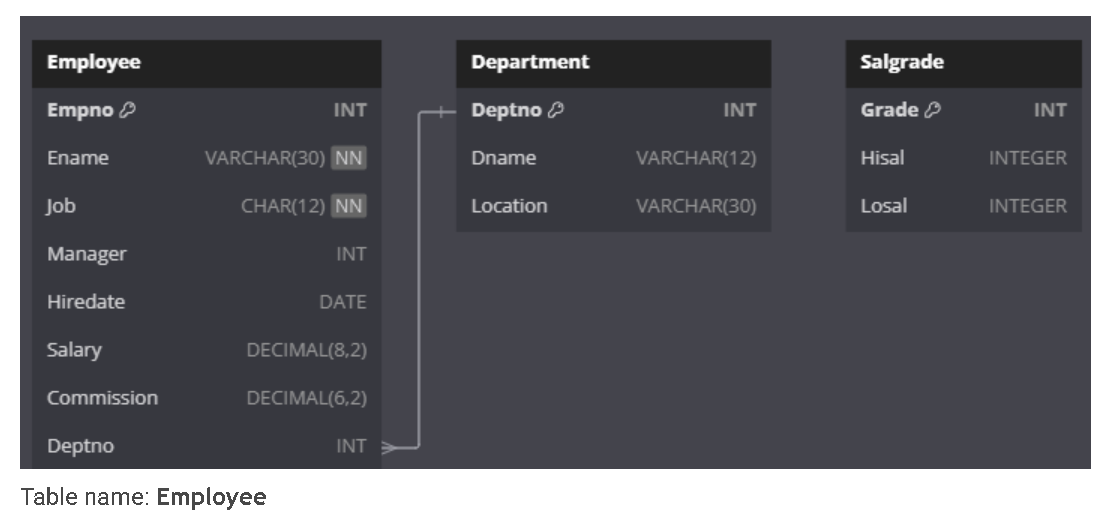 Employee
Empno INT
Ename VARCHAR(30) NN
Job CHAR(12) NN
Manager INT
Hiredate DATE
Salary DECIMAL(8,2)
Commission DECIMAL(6,2)
Deptno INT
Department
Deptno INT
Dname VARCHAR(12)
Location VARCHAR(30)
Salgrade
Grade INT
Hisal INTEGER
Losal INTEGER
Table name: Employee